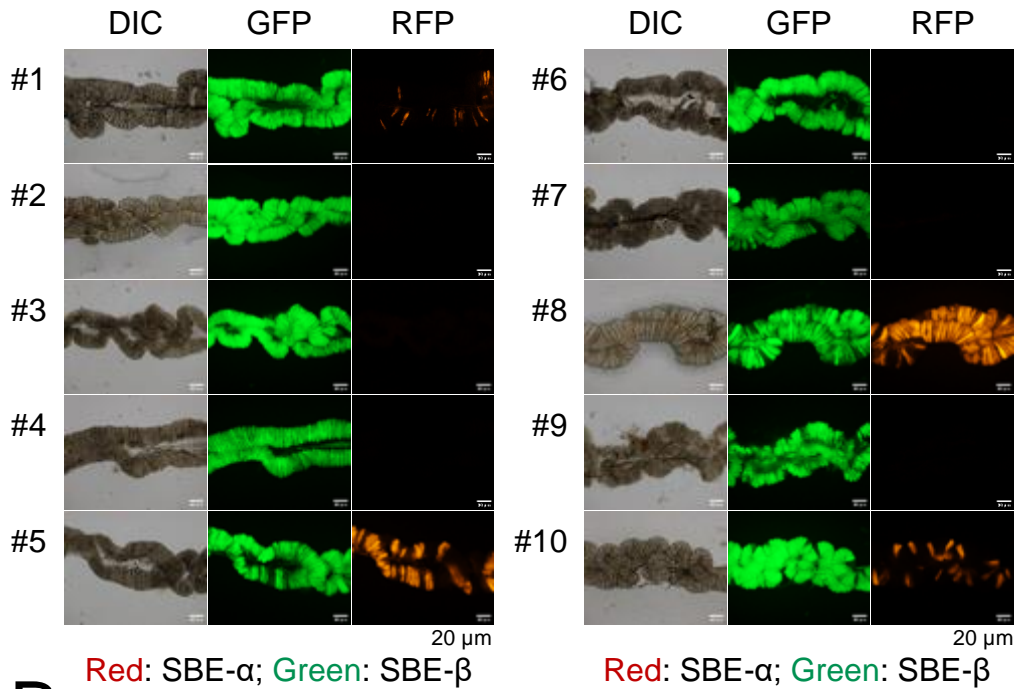 DIC GFP RFP DIC GFP RFP
#1 #6
#2 #7
#3 #8
#4 #9
#5 #10
20 µm 20 µm
Red: SBE-α; Green: SBE-β Red: SBE-α; Green: SBE-β